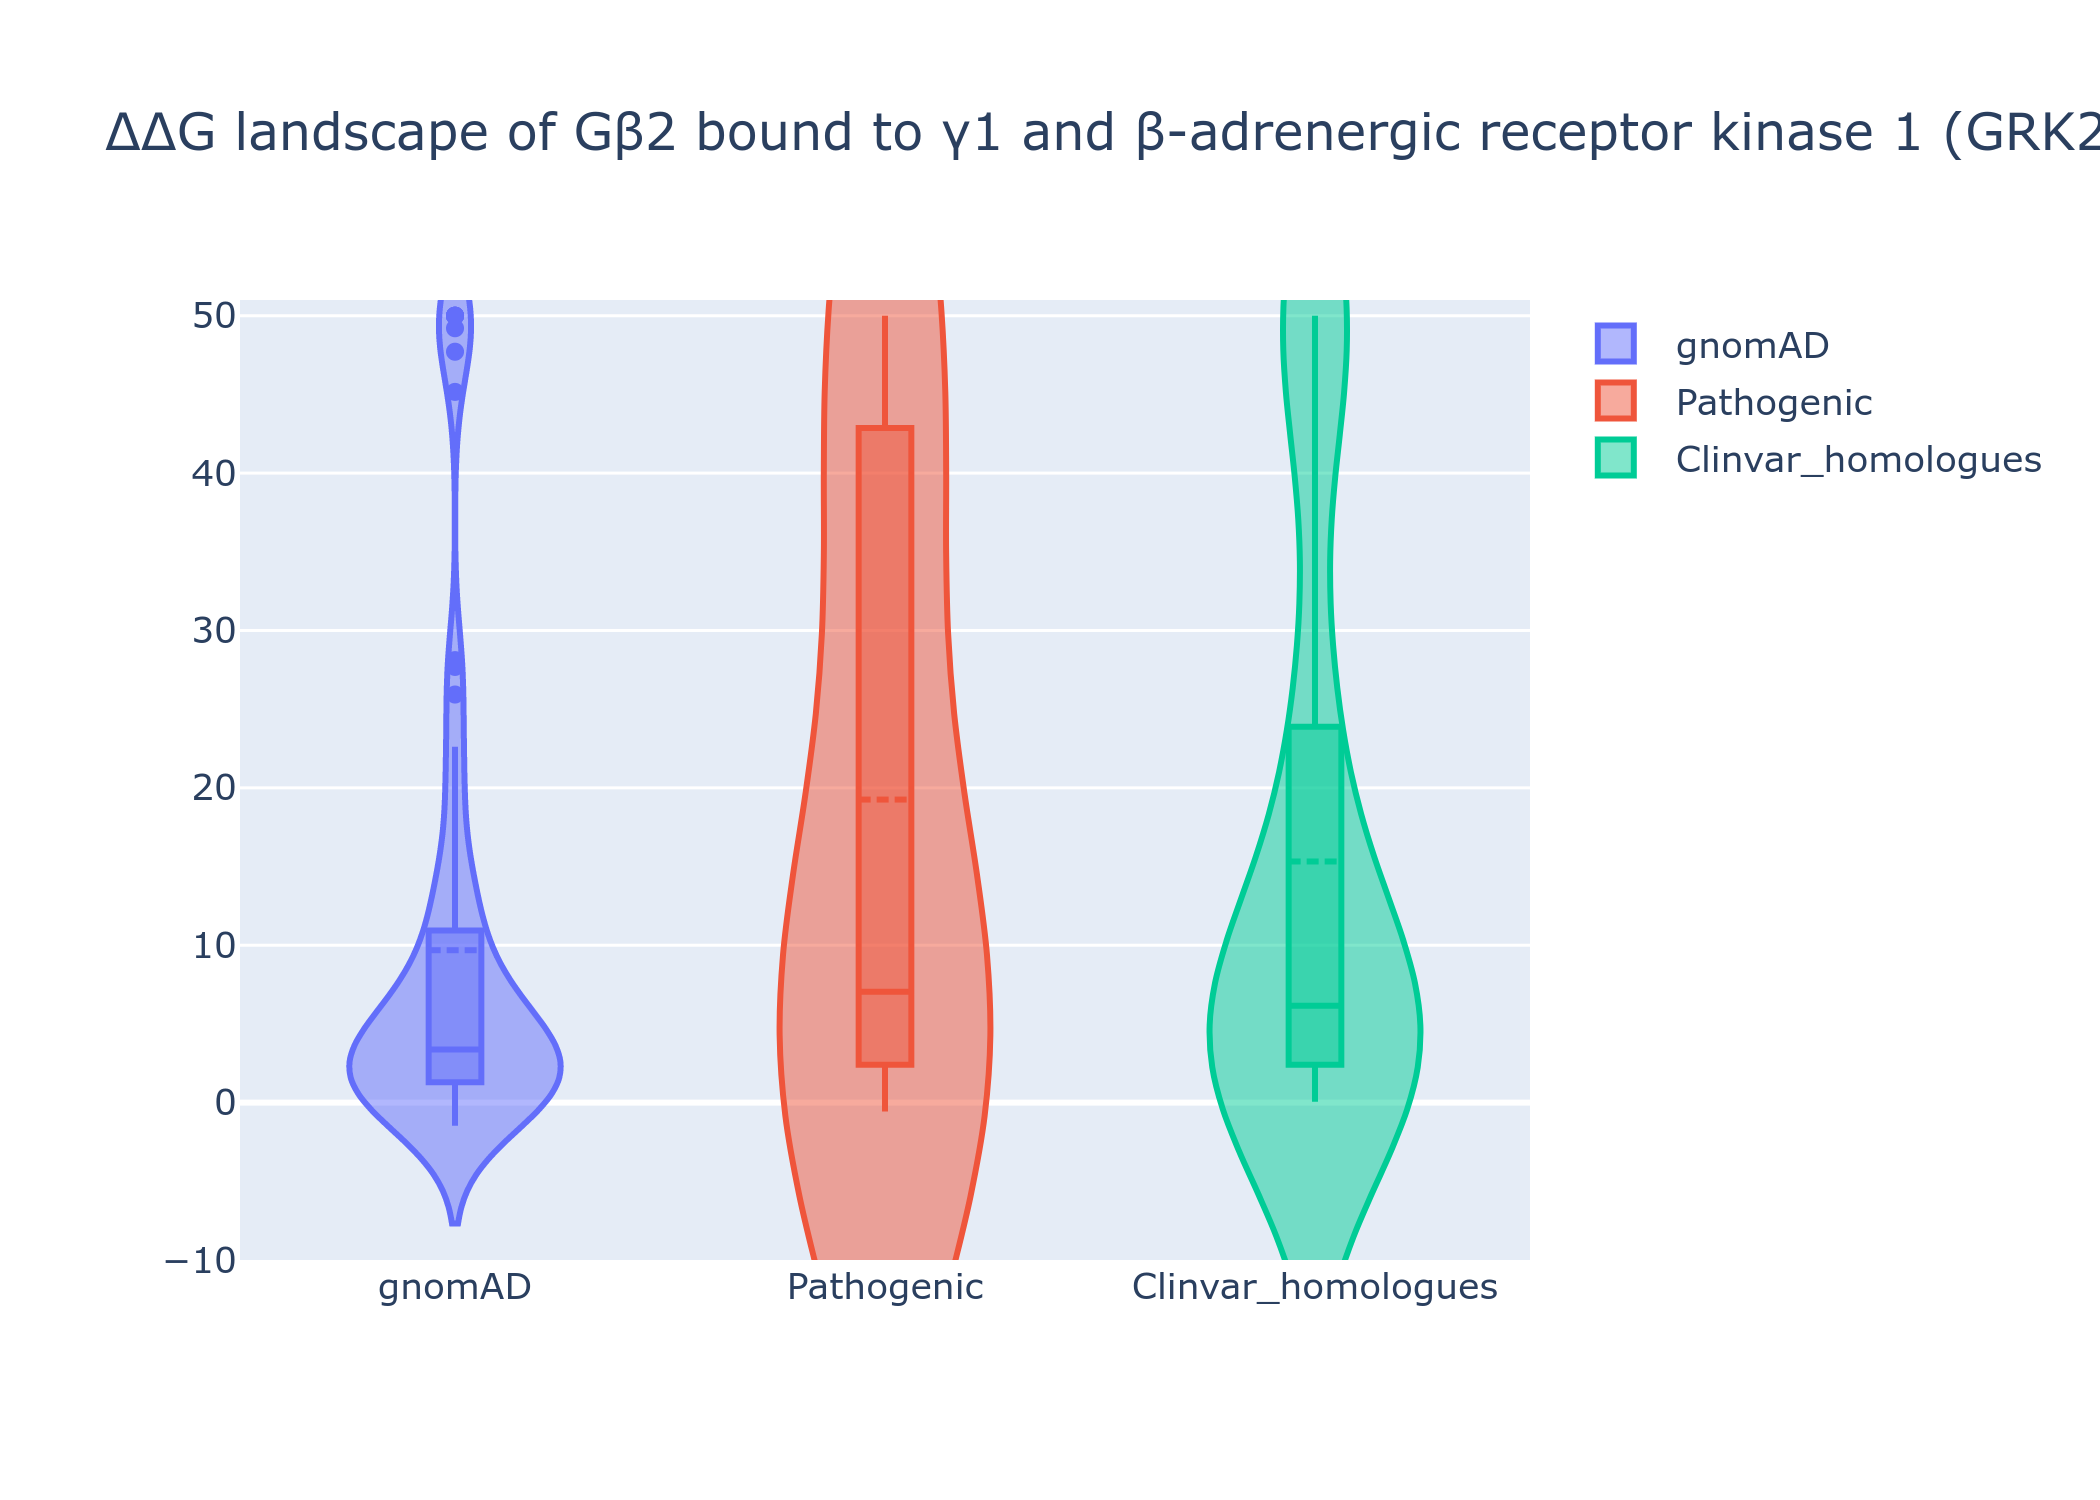 ΔΔG landscape of Gβ2 bound to γ1 and β-adrenergic receptor kinase 1 (GRK2
50
40
30
20
10
0
−10
gnomAD
Pathogenic
Clinvar_homologues
gnomAD
Pathogenic
Clinvar_homologues